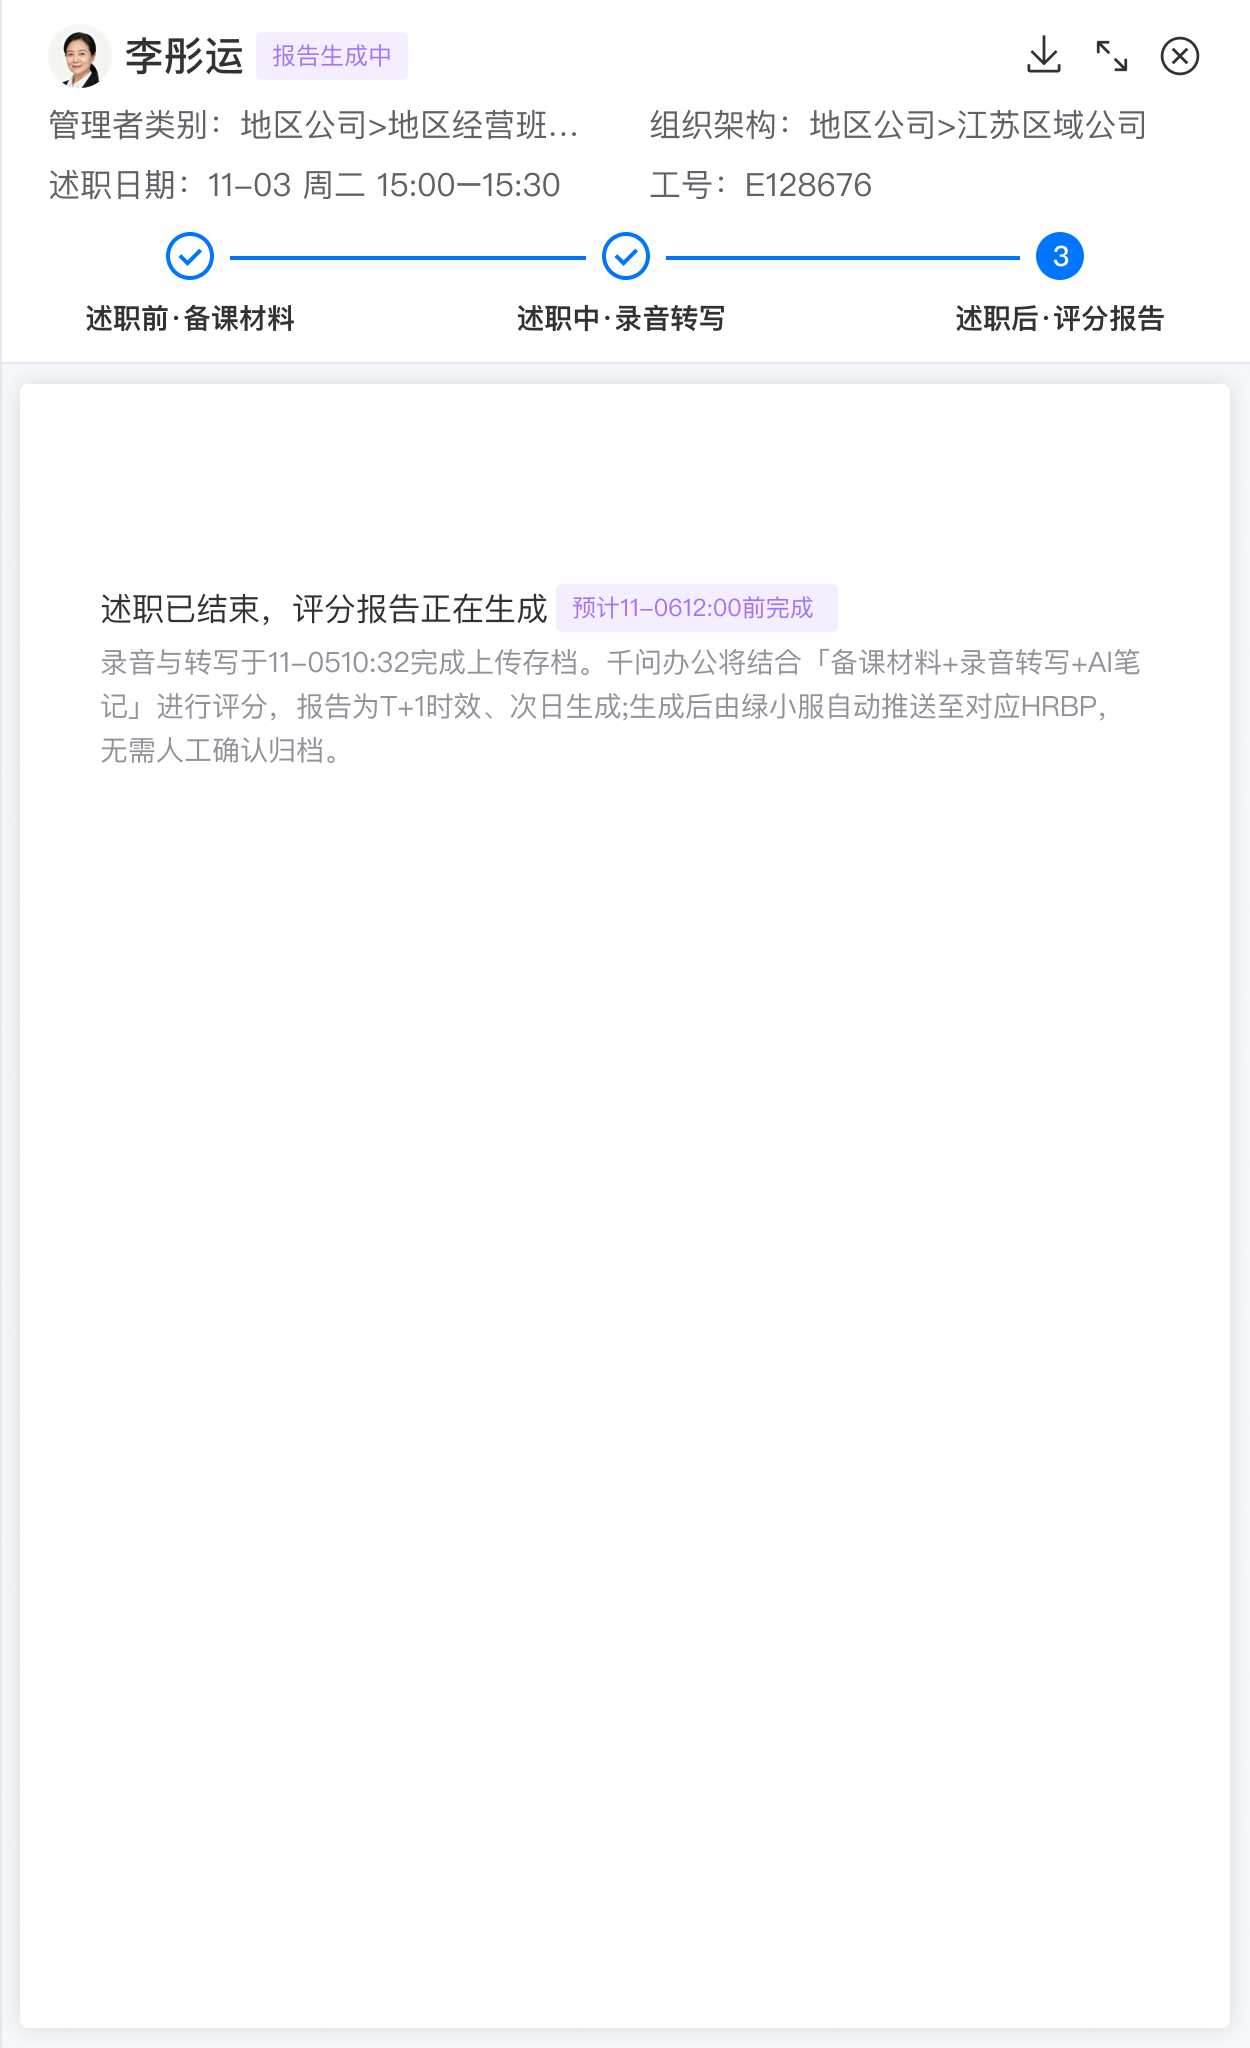 李彤运 报告生成中
管理者类别：地区公司>地区经营班... 组织架构：地区公司>江苏区域公司
述职日期：11-03 周二 15:00—15:30 工号：E128676
3
述职前·备课材料 述职中·录音转写 述职后·评分报告
述职已结束，评分报告正在生成 预计11-0612:00前完成
录音与转写于11-0510:32完成上传存档。千问办公将结合「备课材料+录音转写+AI笔
记」进行评分，报告为T+1时效、次日生成;生成后由绿小服自动推送至对应HRBP，
无需人工确认归档。